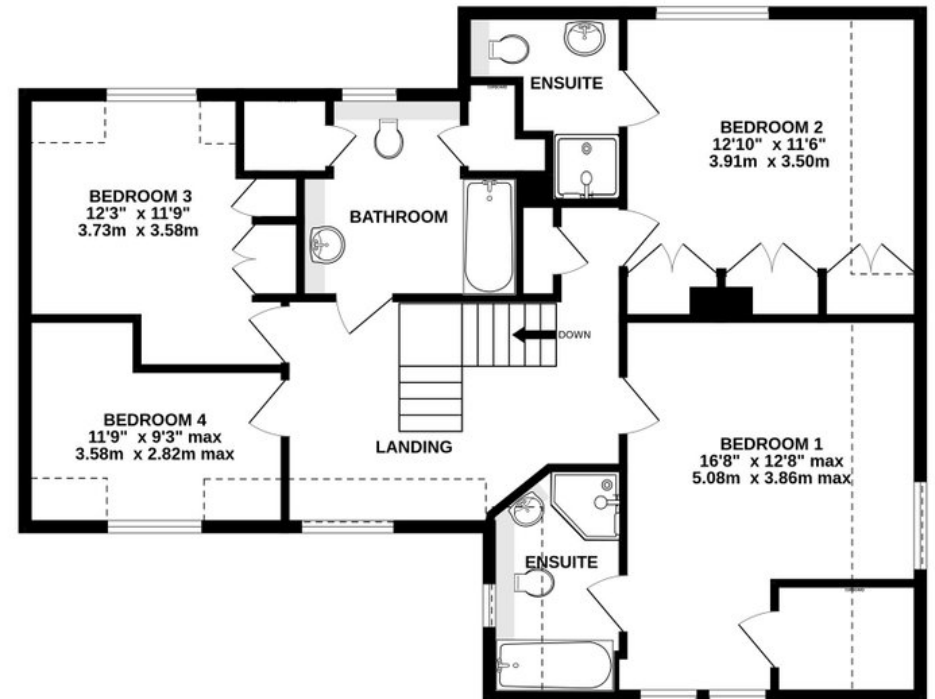 ENSUITE
BEDROOM 2
12'10" x 11'6"
3.91m x 3.50m
BEDROOM 3
12'3" x 11'9"
3.73m x 3.58m
BATHROOM
DOWN
BEDROOM 4
11'9" x 9'3" max
3.58m x 2.82m max
LANDING
BEDROOM 1
16'8" x 12'8" max
5.08m x 3.86m max
ENSUITE